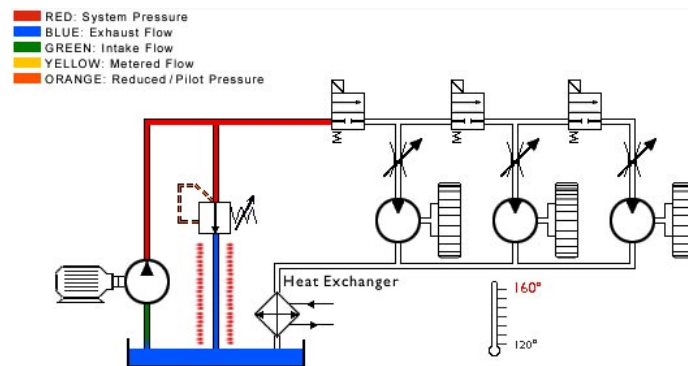 RED: System Pressure
BLUE: Exhaust Flow
GREEN: Intake Flow
YELLOW: Metered Flow
ORANGE: Reduced/Pilot Pressure
Heat Exchanger
160°
120°